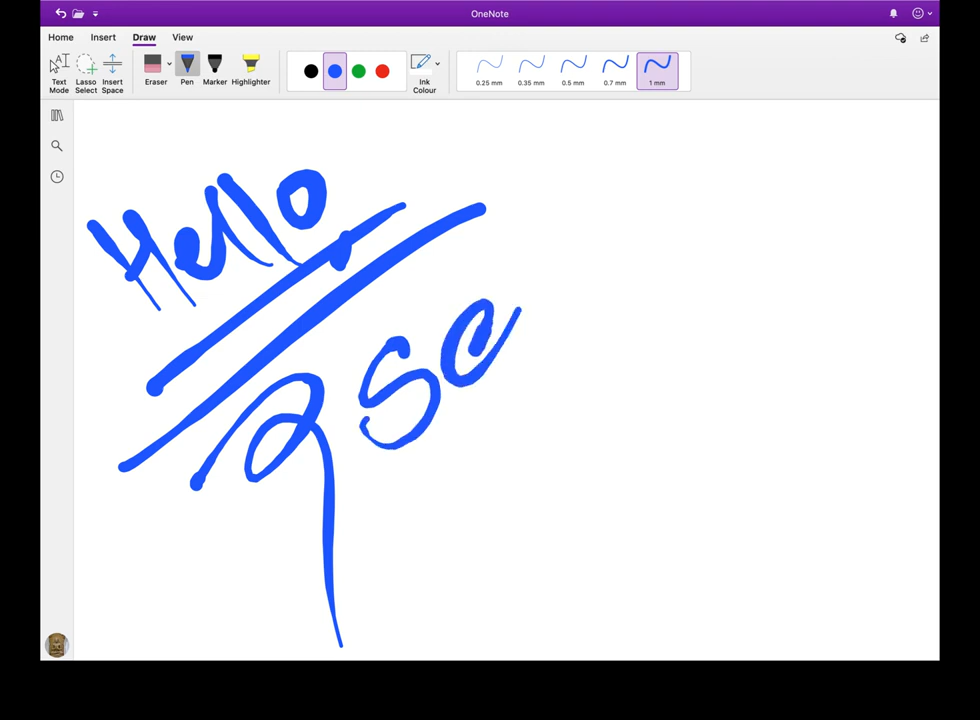 OneNote
Home Insert Draw View
Text Mode
Lasso Select
Insert Space
Eraser
Pen
Marker
Highlighter
Ink Colour
0.25 mm
0.35 mm
0.5 mm
0.7 mm
1 mm
Hello
SC